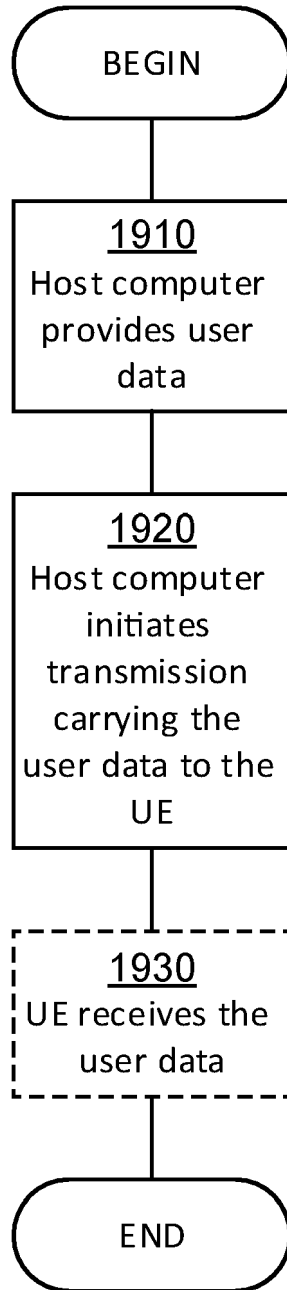 BEGIN
1910
Host computer
provides user
data
1920
Host computer
initiates
transmission
carrying the
user data to the
UE
1930
UE receives the
user data
END